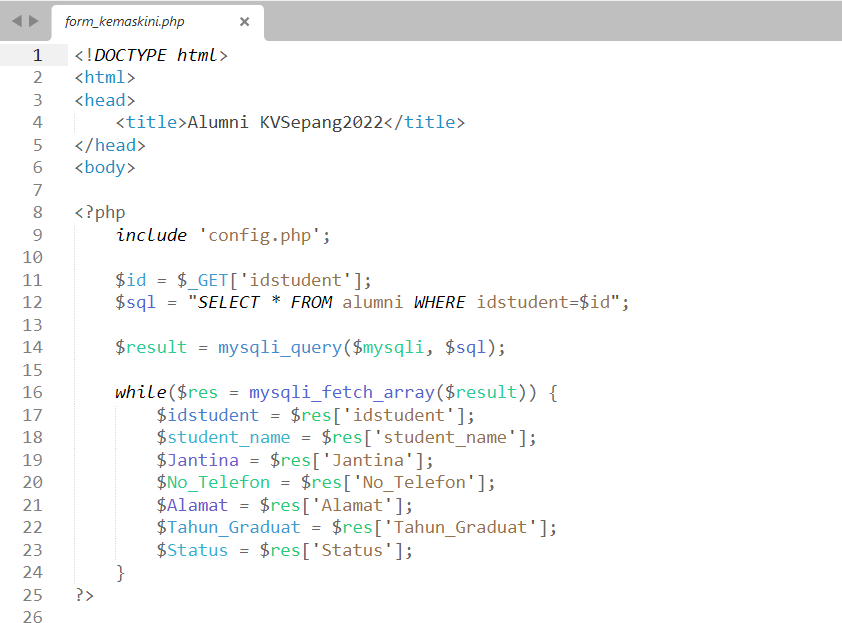 form_kemaskini.php ×
1 <!DOCTYPE html>
2 <html>
3 <head>
4     <title>Alumni KVSepang2022</title>
5 </head>
6 <body>
7
8 <?php
9     include 'config.php';
10
11     $id = $_GET['idstudent'];
12     $sql = "SELECT * FROM alumni WHERE idstudent=$id";
13
14     $result = mysqli_query($mysqli, $sql);
15
16     while($res = mysqli_fetch_array($result)) {
17         $idstudent = $res['idstudent'];
18         $student_name = $res['student_name'];
19         $Jantina = $res['Jantina'];
20         $No_Telefon = $res['No_Telefon'];
21         $Alamat = $res['Alamat'];
22         $Tahun_Graduat = $res['Tahun_Graduat'];
23         $Status = $res['Status'];
24     }
25 ?>
26